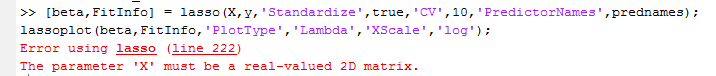 >> [beta,FitInfo] = lasso(X,y,'Standardize',true,'CV',10,'PredictorNames',prednames);
lassoplot(beta,FitInfo,'PlotType','Lambda','XScale','log');
Error using lasso (line 222)
The parameter 'X' must be a real-valued 2D matrix.